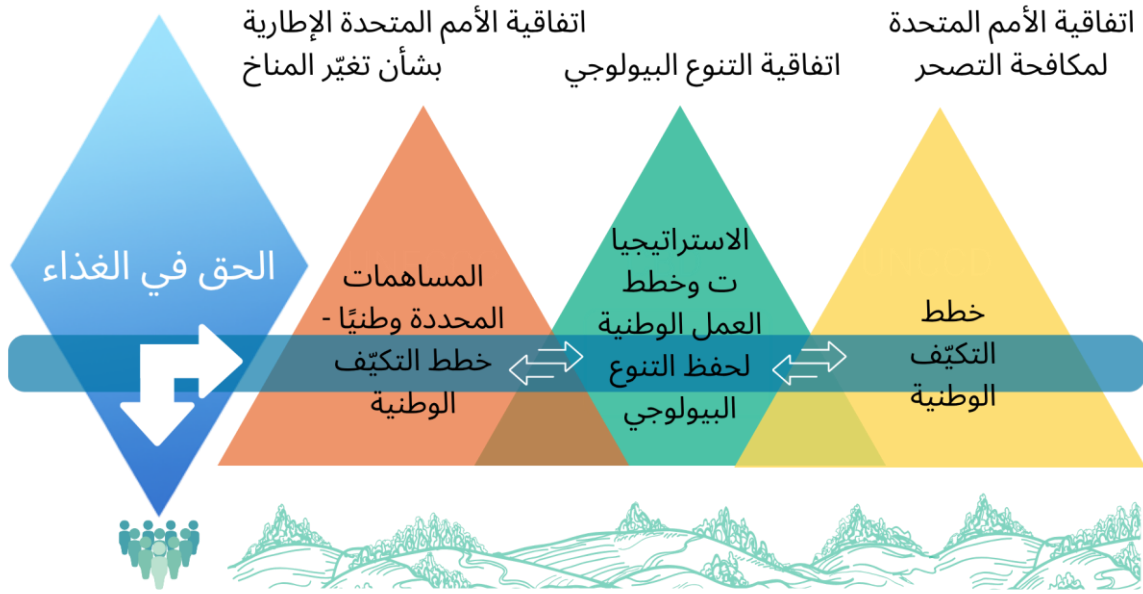 اتفاقية الأمم المتحدة الإطارية
بشأن تغيّر المناخ
اتفاقية التنوع البيولوجي
اتفاقية الأمم المتحدة
لمكافحة التصحر
الحق في الغذاء
المساهمات
المحددة وطنيًا -
خطط التكيّف
الوطنية
الاستراتيجيا
ت وخطط
العمل الوطنية
لحفظ التنوع
البيولوجي
خطط
التكيّف
الوطنية